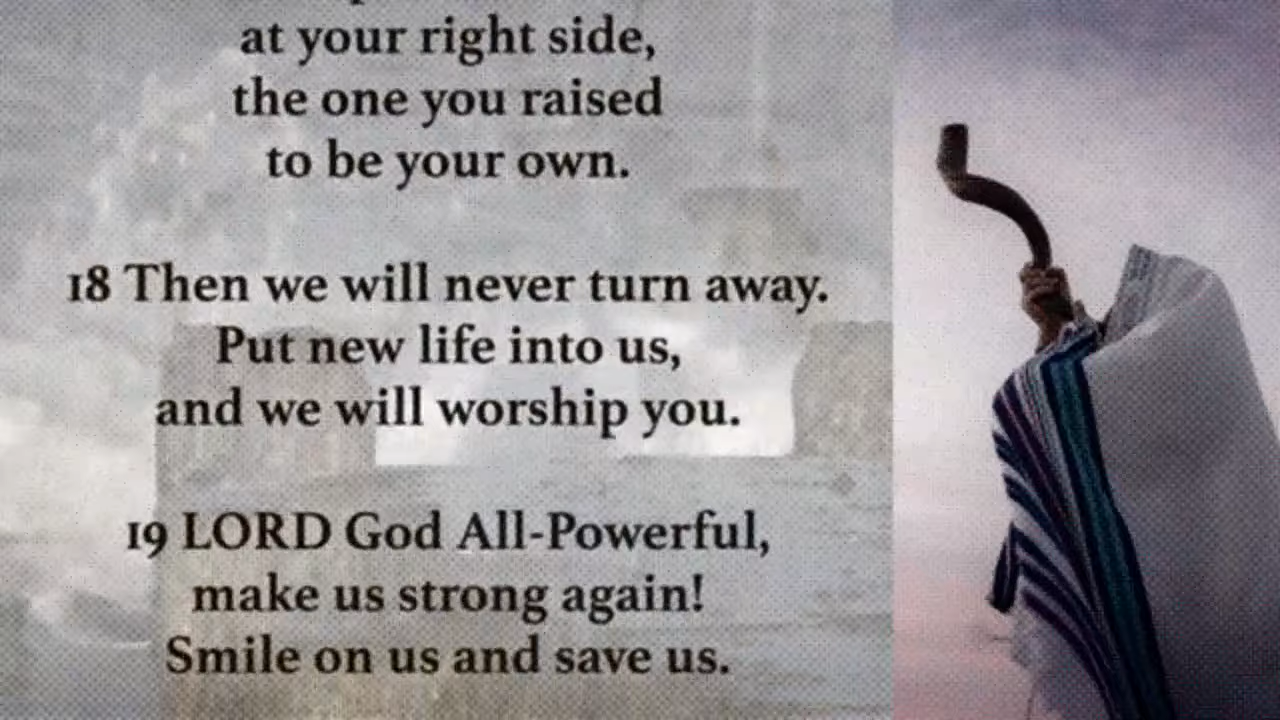 at your right side,
the one you raised
to be your own.
18 Then we will never turn away.
Put new life into us,
and we will worship you.
19 LORD God All-Powerful,
make us strong again!
Smile on us and save us.